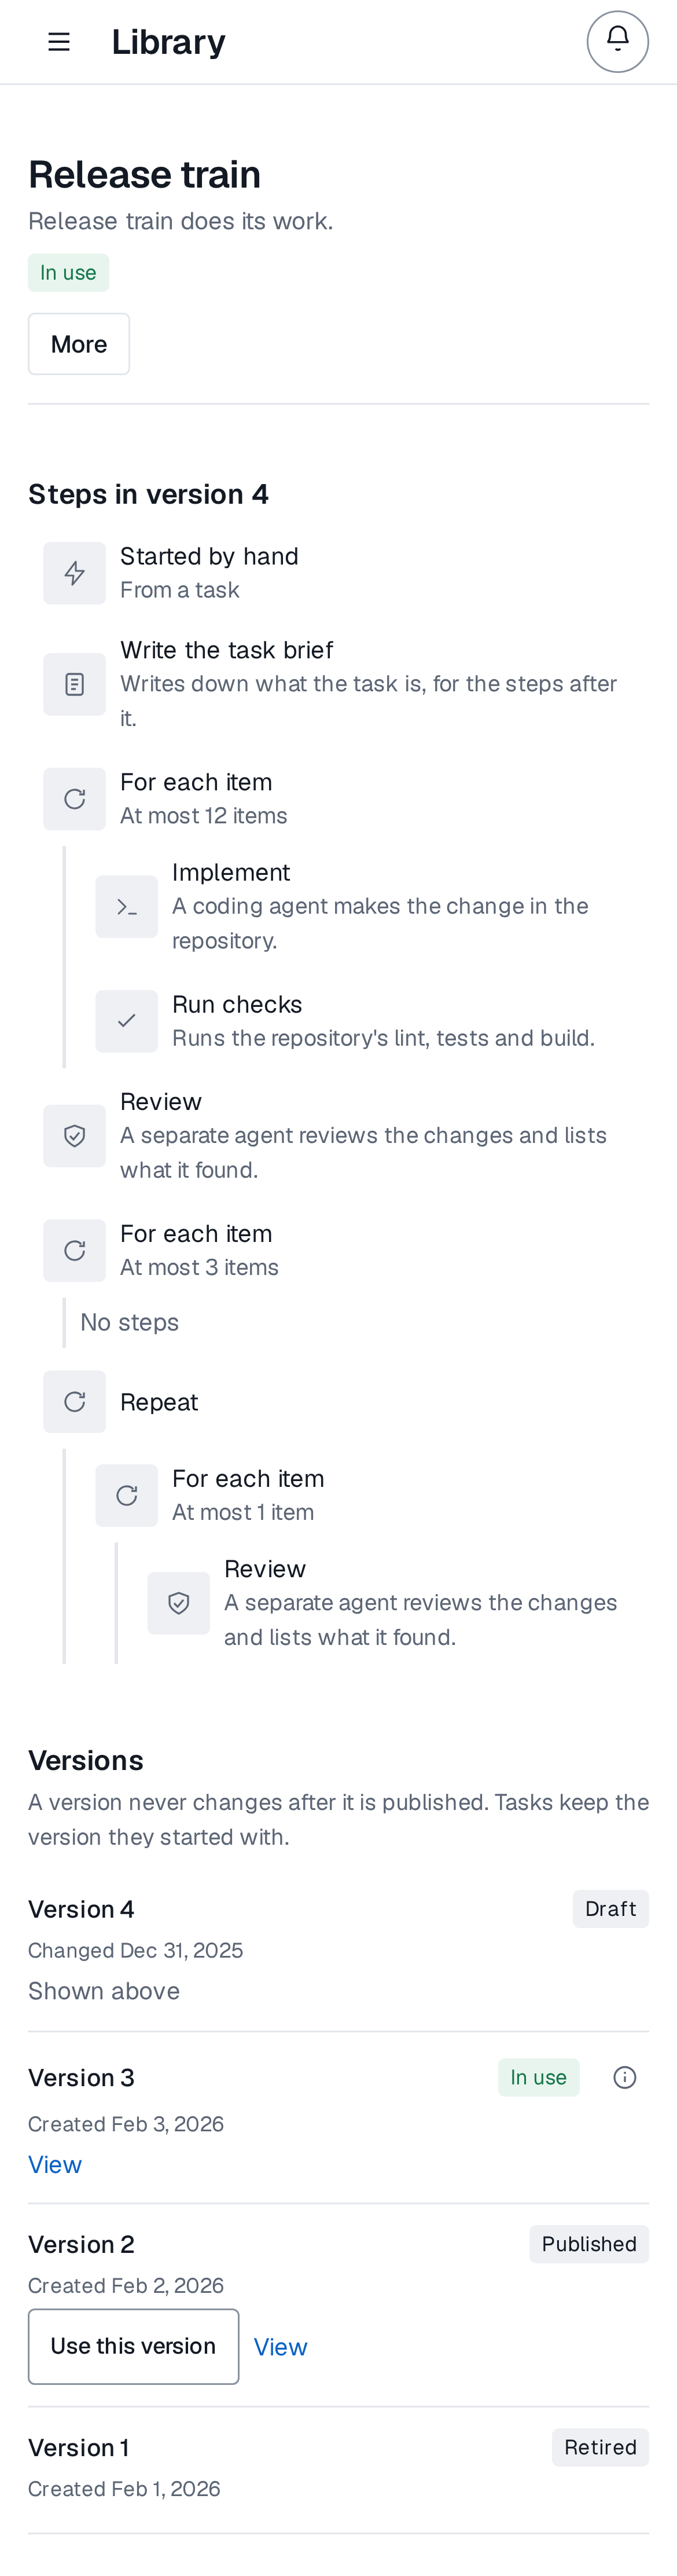 Library
Release train
Release train does its work.
In use
More
Steps in version 4
Started by hand
From a task
Write the task brief
Writes down what the task is, for the steps after
it.
For each item
At most 12 items
Implement
A coding agent makes the change in the
repository.
Run checks
Runs the repository's lint, tests and build.
Review
A separate agent reviews the changes and lists
what it found.
For each item
At most 3 items
No steps
Repeat
For each item
At most 1 item
Review
A separate agent reviews the changes
and lists what it found.
Versions
A version never changes after it is published. Tasks keep the
version they started with.
Version 4
Draft
Changed Dec 31, 2025
Shown above
Version 3
In use
Created Feb 3, 2026
View
Version 2
Published
Created Feb 2, 2026
Use this version
View
Version 1
Retired
Created Feb 1, 2026